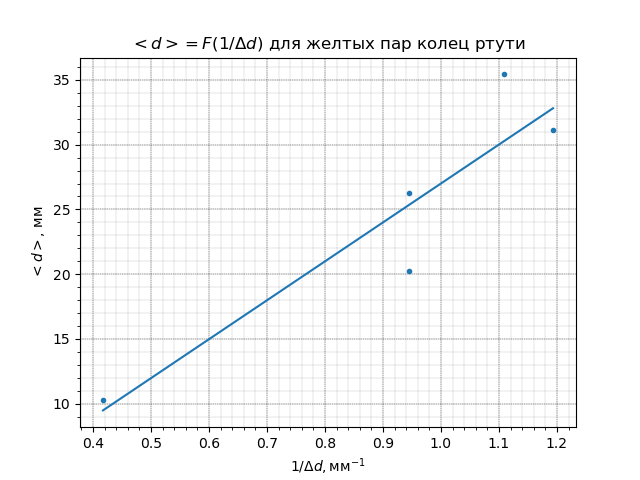 < d > = F(1/Δd) для желтых пар колец ртути
35
30
25
20
15
10
< d >, мм
0.4 0.5 0.6 0.7 0.8 0.9 1.0 1.1 1.2
1/Δd, мм⁻¹